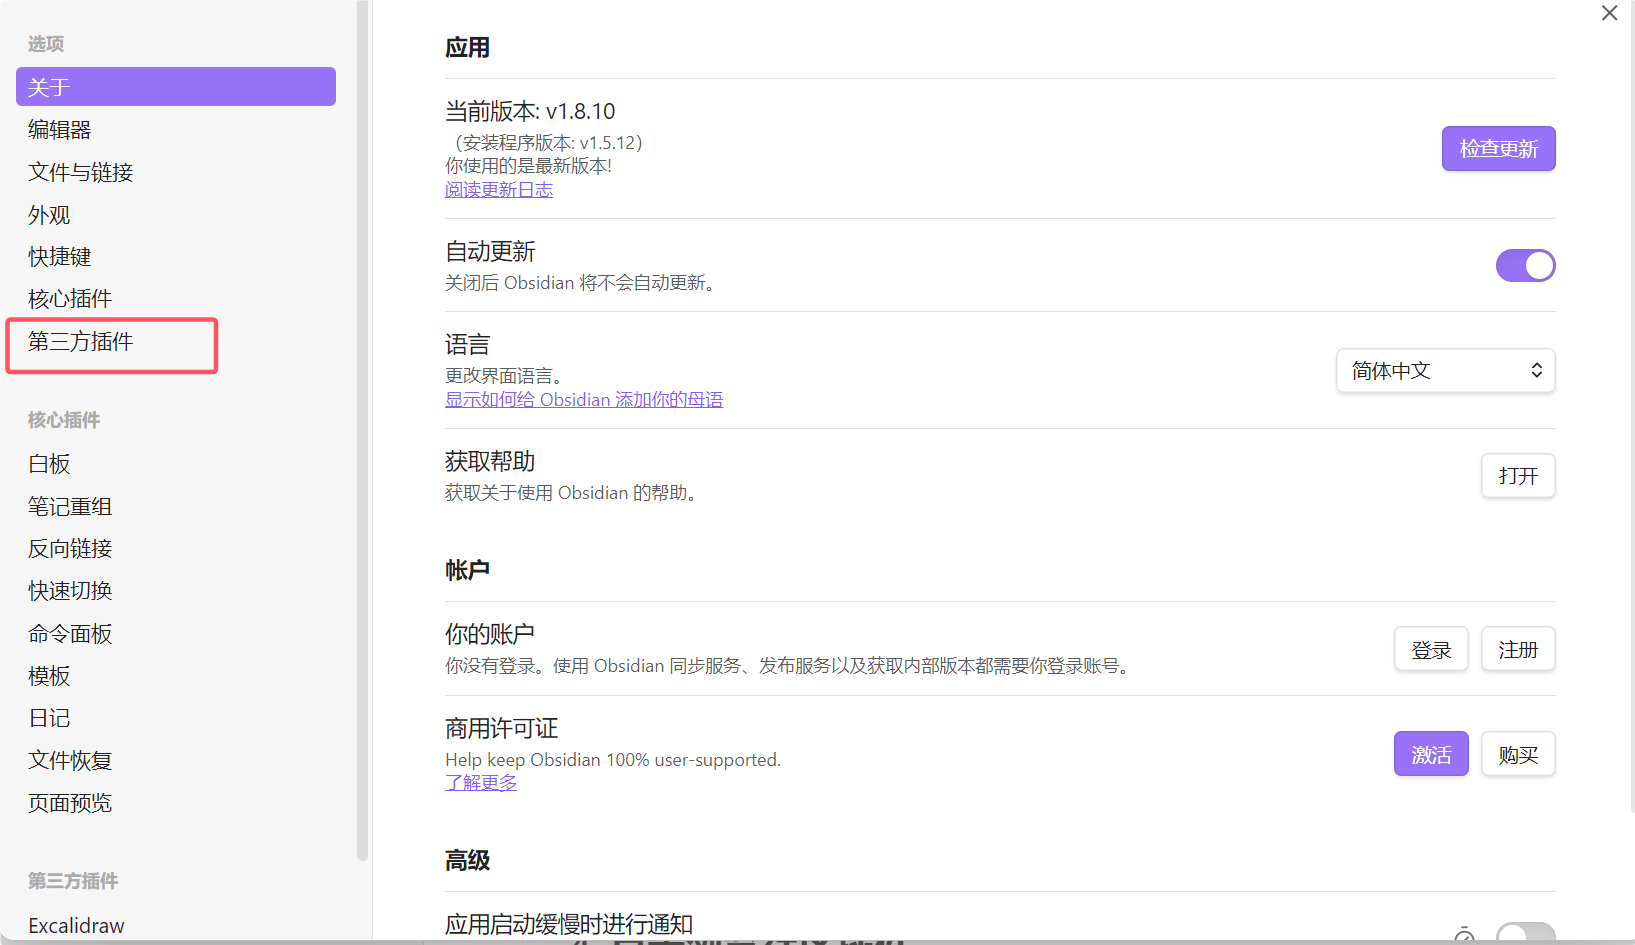 选项
关于
编辑器
文件与链接
外观
快捷键
核心插件
第三方插件
核心插件
白板
笔记重组
反向链接
快速切换
命令面板
模板
日记
文件恢复
页面预览
第三方插件
Excalidraw
应用
当前版本: v1.8.10
（安装程序版本: v1.5.12）
你使用的是最新版本!
阅读更新日志
检查更新
自动更新
关闭后 Obsidian 将不会自动更新。
语言
更改界面语言。
显示如何给 Obsidian 添加你的母语
简体中文
获取帮助
获取关于使用 Obsidian 的帮助。
打开
帐户
你的账户
你没有登录。使用 Obsidian 同步服务、发布服务以及获取内部版本都需要你登录账号。
登录
注册
商用许可证
Help keep Obsidian 100% user-supported.
了解更多
激活
购买
高级
应用启动缓慢时进行通知